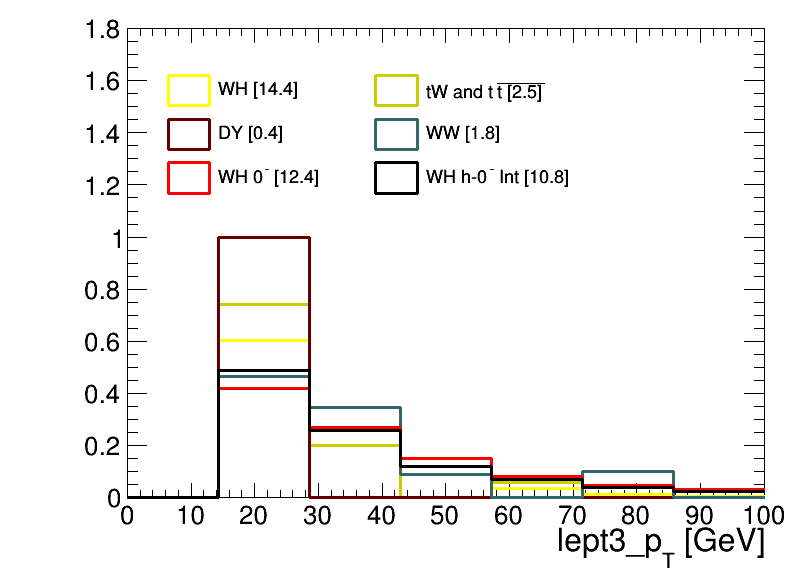 1.8
1.6
WH [14.4]
tW and t t̅ [2.5]
1.4
DY [0.4]
WW [1.8]
1.2
WH 0⁻ [12.4]
WH h-0⁻ Int [10.8]
1
0.8
0.6
0.4
0.2
0
0 10 20 30 40 50 60 70 80 90 100
lept3_p_T [GeV]